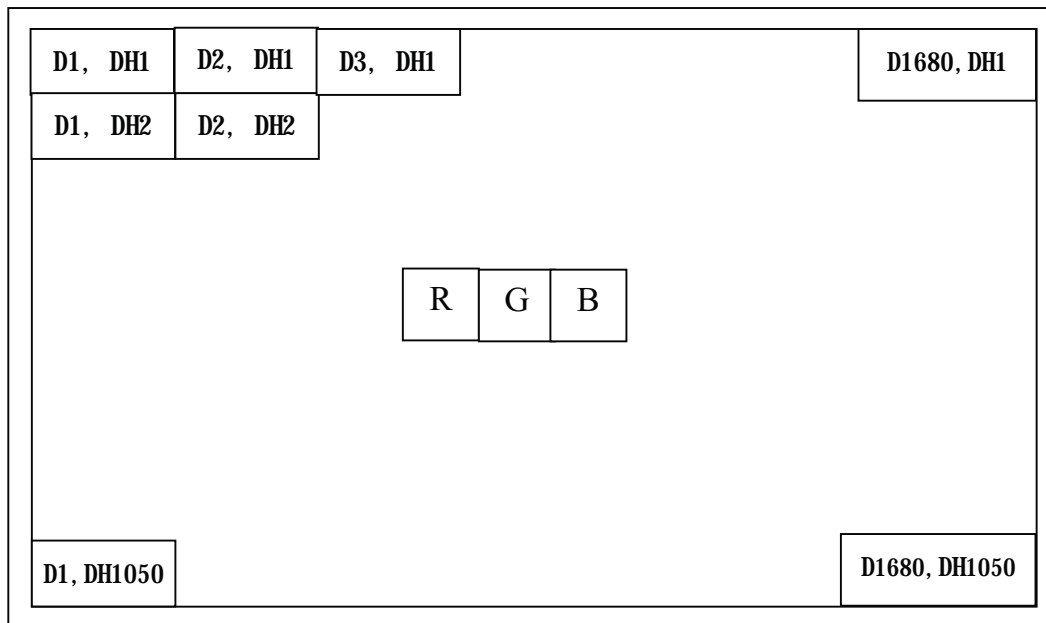 D1, DH1 D2, DH1 D3, DH1 D1680, DH1
D1, DH2 D2, DH2
R G B
D1, DH1050 D1680, DH1050